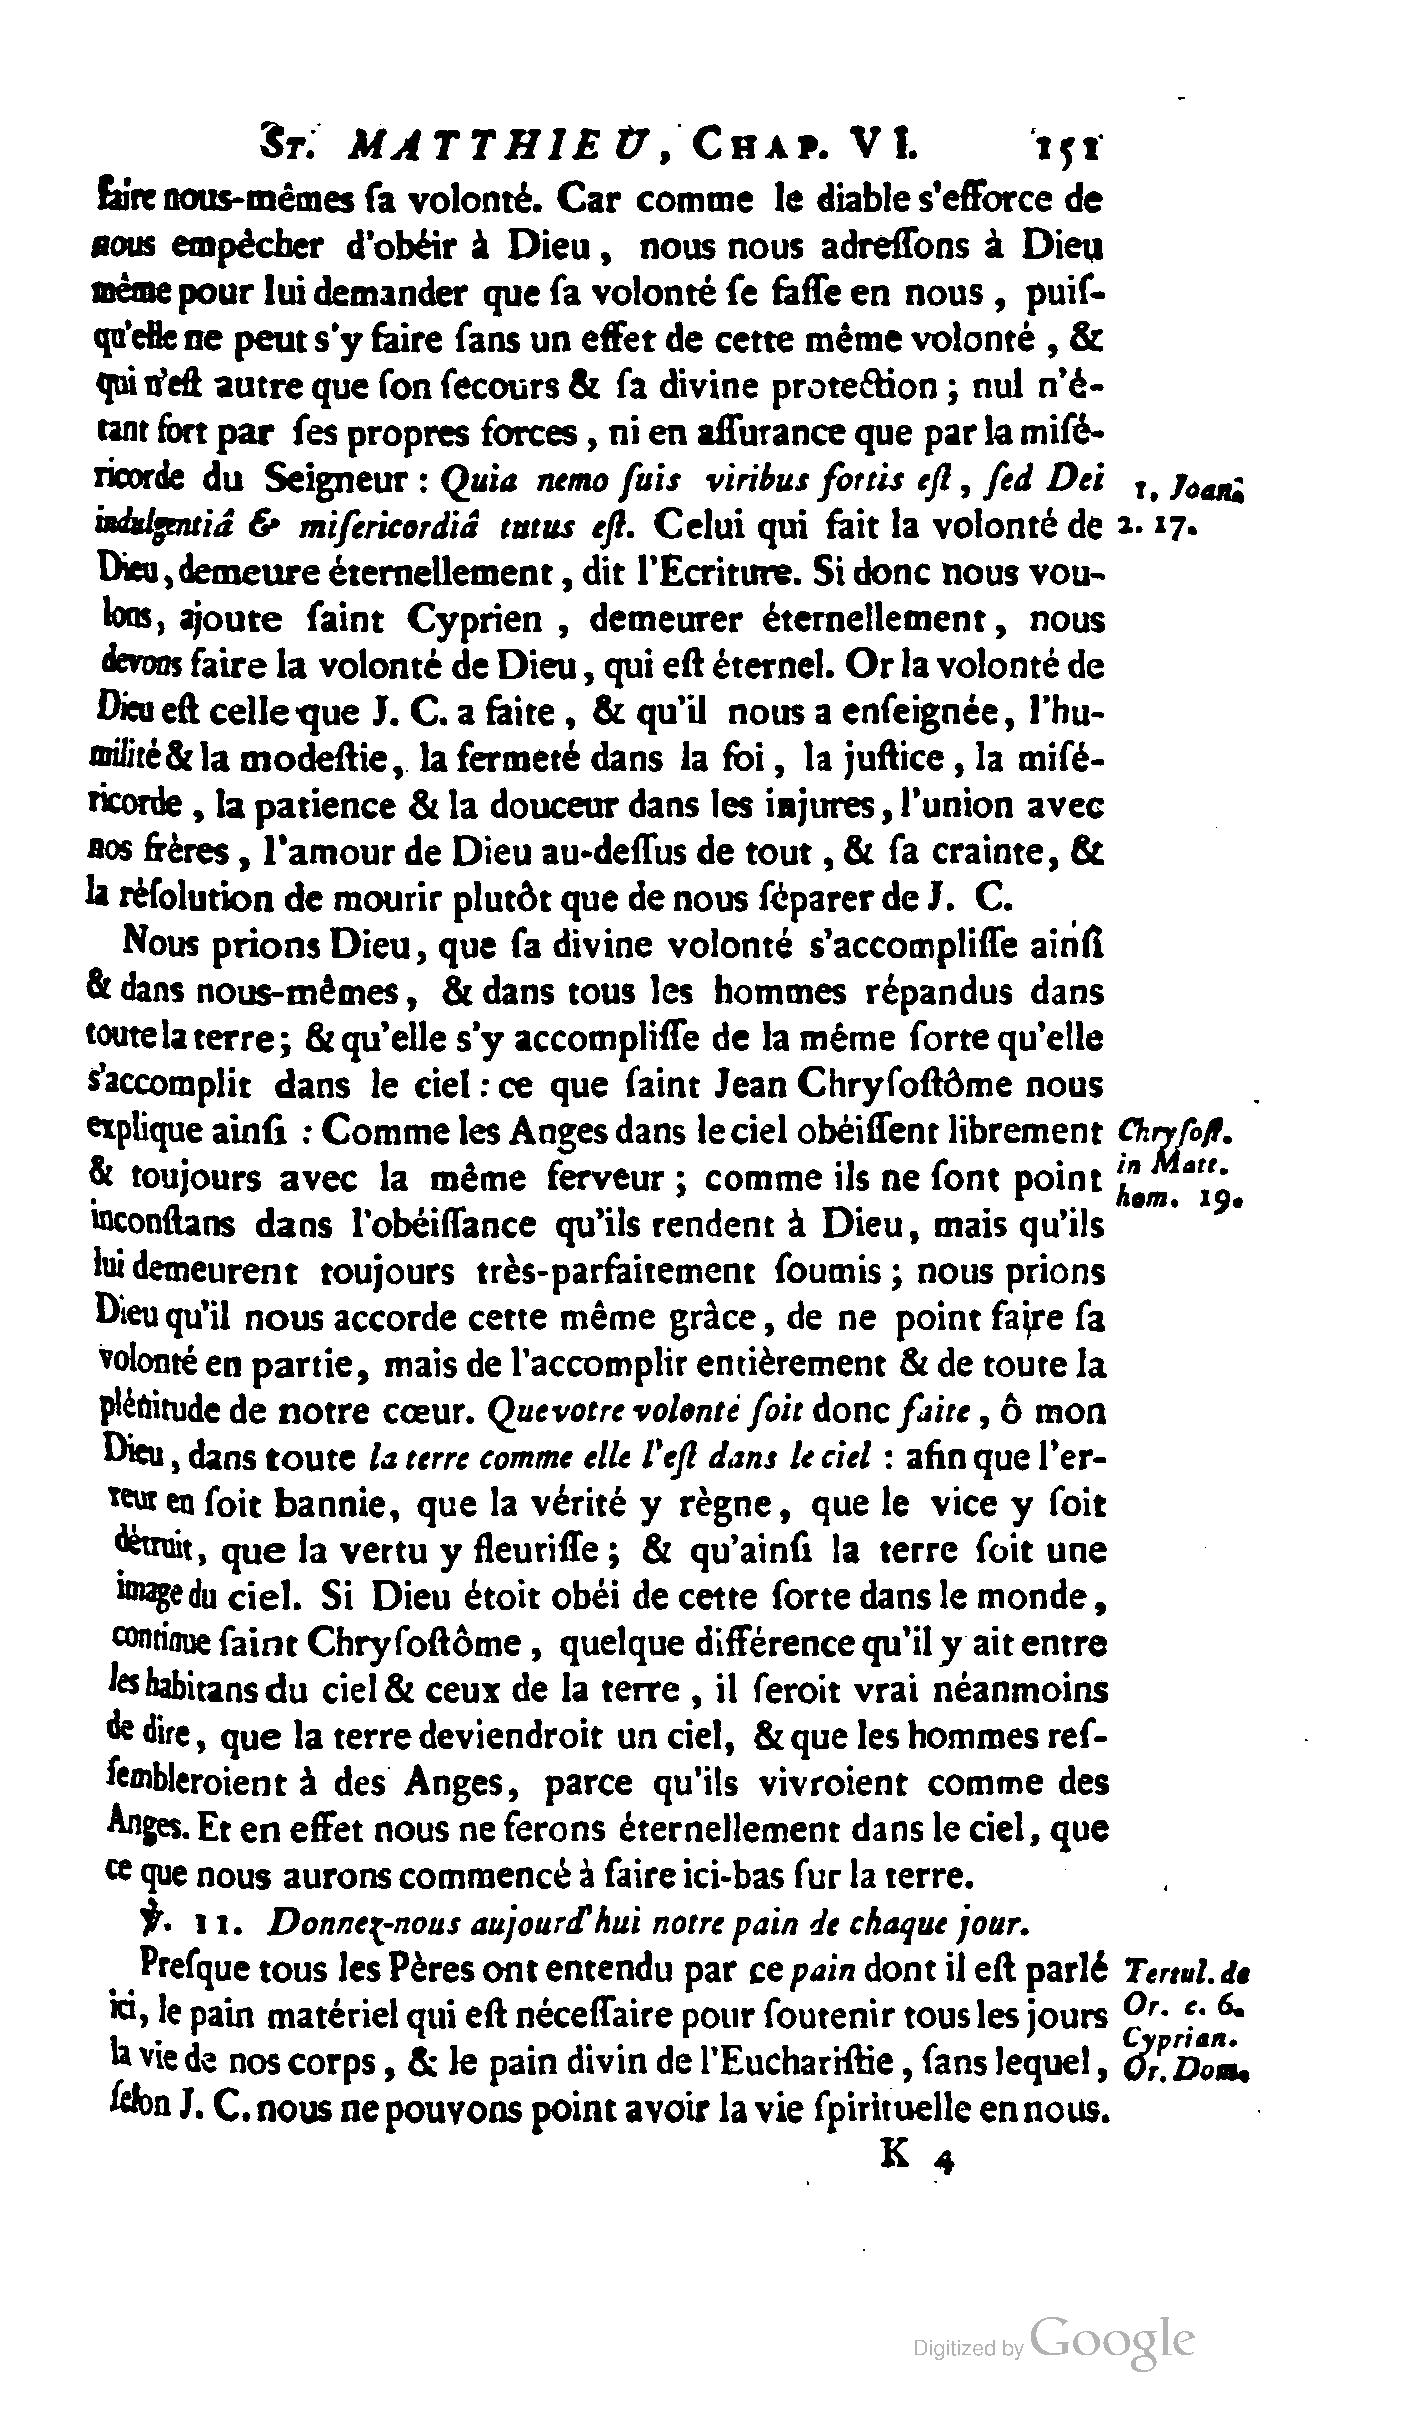 ST. MATTHIEU, CHAP. VI. 151
faire nous-mêmes ſa volonté. Car comme le diable s'efforce de
nous empêcher d'obéir à Dieu, nous nous adreſſons à Dieu
même pour lui demander que ſa volonté ſe faſſe en nous, puiſ-
qu'elle ne peut s'y faire ſans un effet de cette même volonté, &
qui n'eſt autre que ſon ſecours & ſa divine protection; nul n'é-
tant fort par ſes propres forces, ni en aſſurance que par la miſé-
ricorde du Seigneur : Quia nemo ſuis viribus fortis eſt, ſed Dei
indulgentiâ & miſericordiâ tutus eſt. Celui qui fait la volonté de
1. Joan.
2. 17.
Dieu, demeure éternellement, dit l'Ecriture. Si donc nous vou-
lons, ajoute ſaint Cyprien, demeurer éternellement, nous
devons faire la volonté de Dieu, qui eſt éternel. Or la volonté de
Dieu eſt celle que J. C. a faite, & qu'il nous a enſeignée, l'hu-
milité & la modeſtie, la fermeté dans la foi, la juſtice, la miſé-
ricorde, la patience & la douceur dans les injures, l'union avec
nos frères, l'amour de Dieu au-deſſus de tout, & ſa crainte, &
la réſolution de mourir plutôt que de nous ſéparer de J. C.
Nous prions Dieu, que ſa divine volonté s'accompliſſe ainſi
& dans nous-mêmes, & dans tous les hommes répandus dans
toute la terre; & qu'elle s'y accompliſſe de la même ſorte qu'elle
s'accomplit dans le ciel : ce que ſaint Jean Chryſoſtôme nous
explique ainſi : Comme les Anges dans le ciel obéiſſent librement
& toujours avec la même ferveur; comme ils ne ſont point
inconſtans dans l'obéiſſance qu'ils rendent à Dieu, mais qu'ils
Chryſoſt.
in Matt.
hom. 19.
lui demeurent toujours très-parfaitement ſoumis; nous prions
Dieu qu'il nous accorde cette même grâce, de ne point faire ſa
volonté en partie, mais de l'accomplir entièrement & de toute la
plénitude de notre cœur. Que votre volonté ſoit donc faite, ô mon
Dieu, dans toute la terre comme elle l'eſt dans le ciel : afin que l'er-
reur en ſoit bannie, que la vérité y règne, que le vice y ſoit
détruit, que la vertu y fleuriſſe; & qu'ainſi la terre ſoit une
image du ciel. Si Dieu étoit obéi de cette ſorte dans le monde,
continue ſaint Chryſoſtôme, quelque différence qu'il y ait entre
les habitans du ciel & ceux de la terre, il ſeroit vrai néanmoins
de dire, que la terre deviendroit un ciel, & que les hommes reſ-
ſembleroient à des Anges, parce qu'ils vivroient comme des
Anges. Et en effet nous ne ferons éternellement dans le ciel, que
ce que nous aurons commencé à faire ici-bas ſur la terre.
℣. 11. Donnez-nous aujourd'hui notre pain de chaque jour.
Preſque tous les Pères ont entendu par ce pain dont il eſt parlé
ici, le pain matériel qui eſt néceſſaire pour ſoutenir tous les jours
la vie de nos corps, & le pain divin de l'Euchariſtie, ſans lequel,
ſelon J. C. nous ne pouvons point avoir la vie ſpirituelle en nous.
Tertul. de
Or. c. 6.
Cyprian.
Or. Dom.
K 4
Digitized by Google